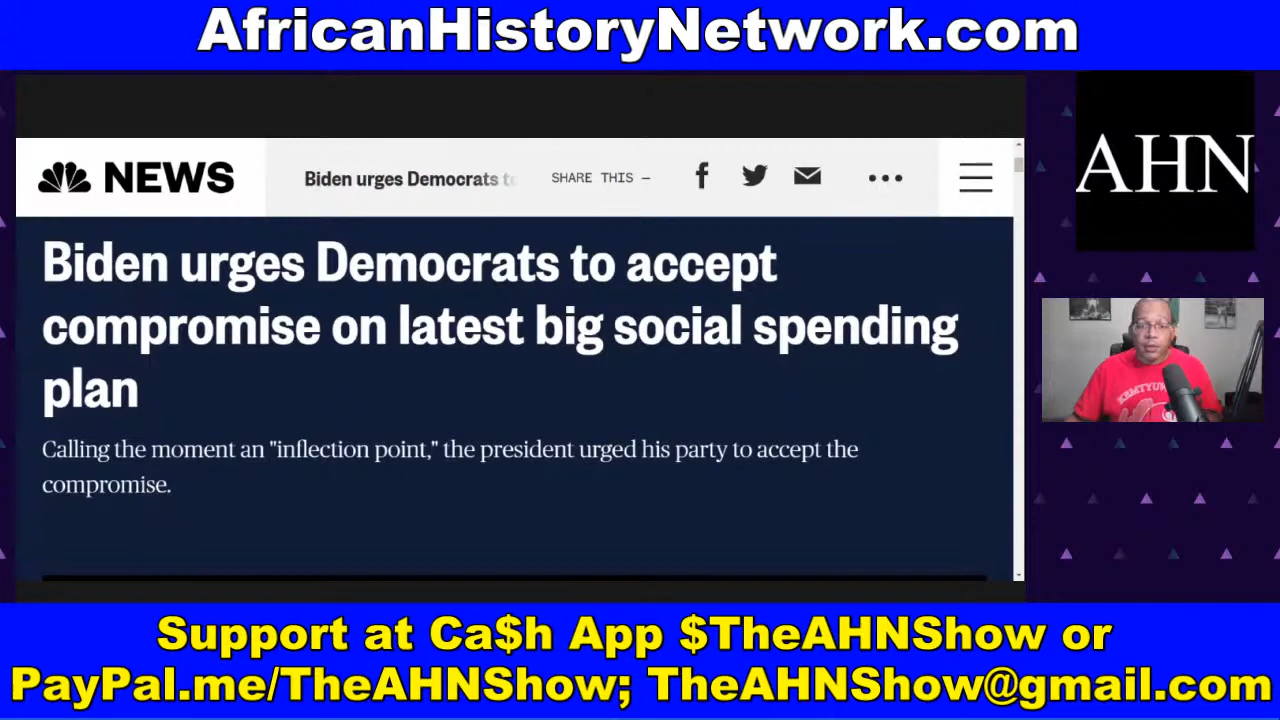 AfricanHistoryNetwork.com
NEWS
Biden urges Democrats to
SHARE THIS –
AHN
Biden urges Democrats to accept
compromise on latest big social spending
plan
Calling the moment an "inflection point," the president urged his party to accept the
compromise.
Support at Ca$h App $TheAHNShow or
PayPal.me/TheAHNShow; TheAHNShow@gmail.com